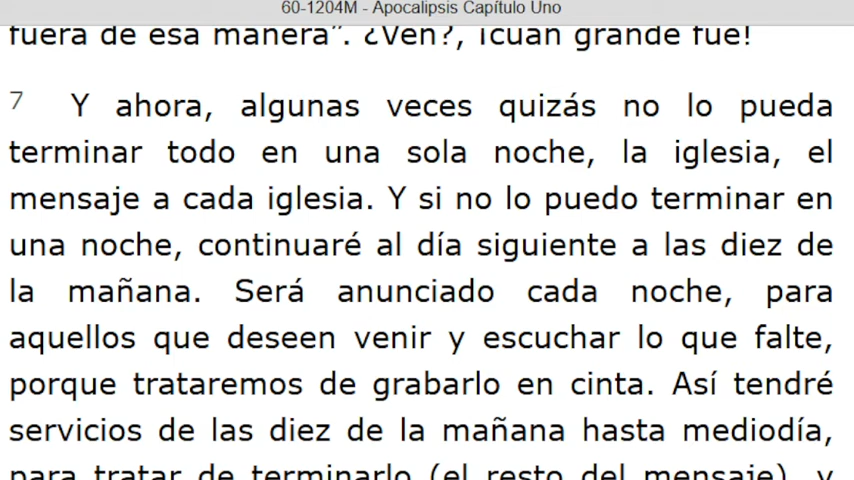 60-1204M - Apocalipsis Capítulo Uno
fuera de esa manera”. ¿Ven?, ¡cuán grande fue!
7 Y ahora, algunas veces quizás no lo pueda
terminar todo en una sola noche, la iglesia, el
mensaje a cada iglesia. Y si no lo puedo terminar en
una noche, continuaré al día siguiente a las diez de
la mañana. Será anunciado cada noche, para
aquellos que deseen venir y escuchar lo que falte,
porque trataremos de grabarlo en cinta. Así tendré
servicios de las diez de la mañana hasta mediodía,
para tratar de terminarlo (el resto del mensaje), y